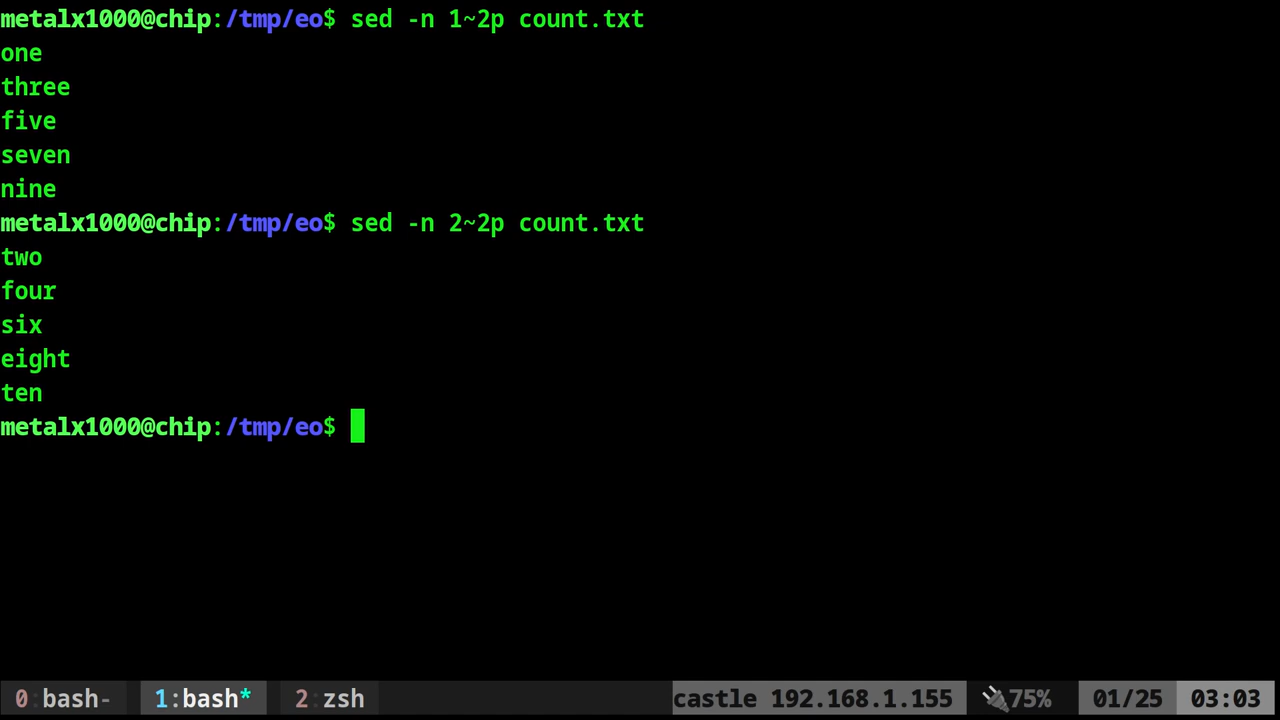 metalx1000@chip:/tmp/eo$ sed -n 1~2p count.txt
one
three
five
seven
nine
metalx1000@chip:/tmp/eo$ sed -n 2~2p count.txt
two
four
six
eight
ten
metalx1000@chip:/tmp/eo$
0:bash- 1:bash* 2:zsh castle 192.168.1.155 🔌75% 01/25 03:03